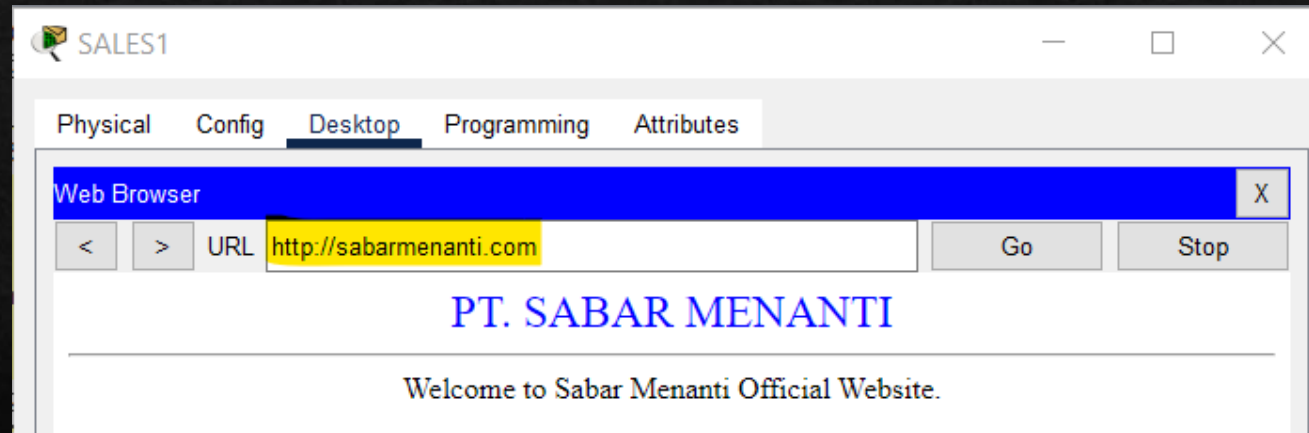 SALES1
Physical Config Desktop Programming Attributes
Web Browser X
< > URL http://sabarmenanti.com Go Stop
PT. SABAR MENANTI
Welcome to Sabar Menanti Official Website.